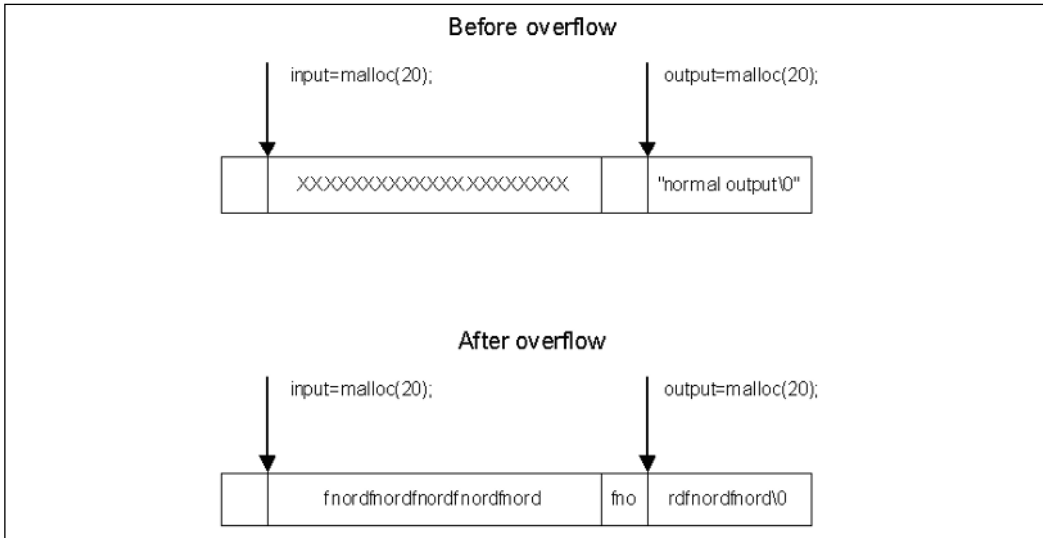 Before overflow
input=malloc(20);
output=malloc(20);
XXXXXXXXXXXXXXXXXXXXX
"normal output\0"
After overflow
input=malloc(20);
output=malloc(20);
fnordfnordfnordfnordfnord
fno
rdfnordfnord\0